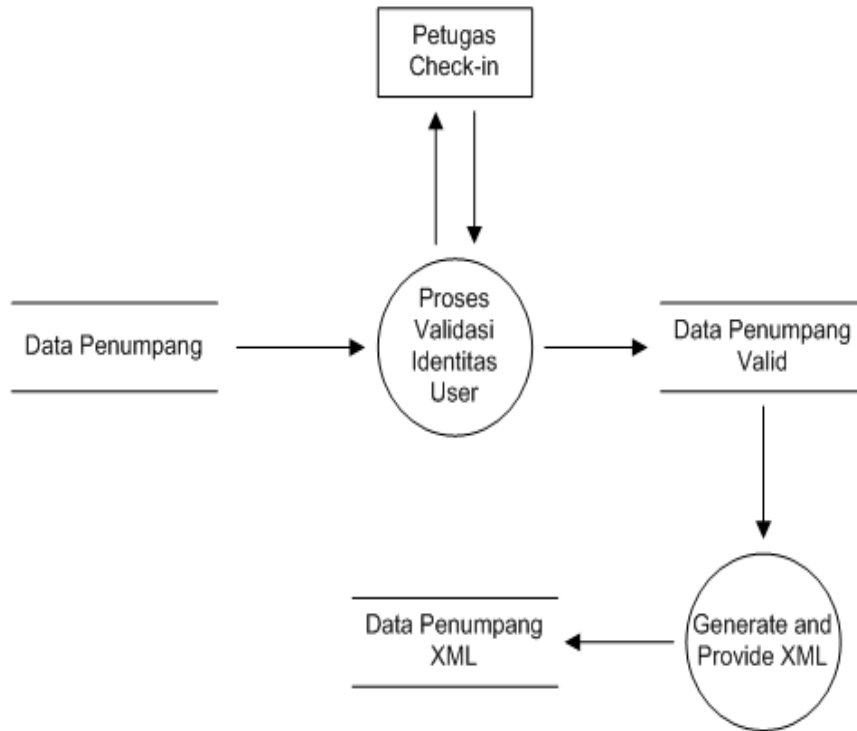 Petugas
Check-in
Data Penumpang
Proses
Validasi
Identitas
User
Data Penumpang
Valid
Data Penumpang
XML
Generate and
Provide XML